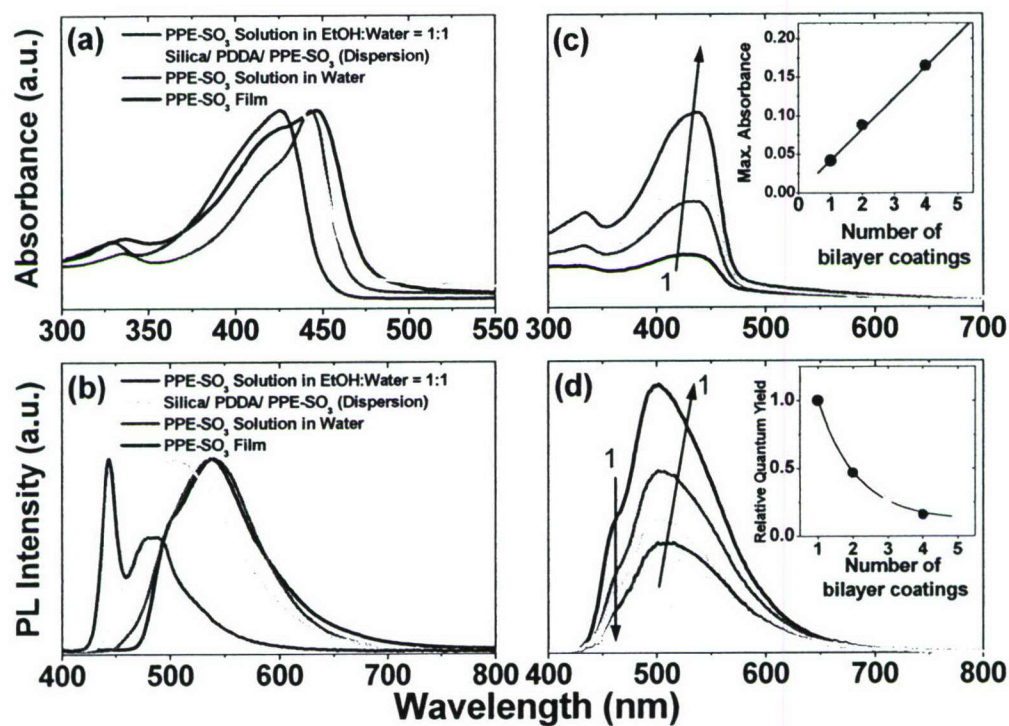 Absorbance (a.u.)
(a)
PPE-SO₃ Solution in EtOH:Water = 1:1
Silica/ PDDA/ PPE-SO₃ (Dispersion)
PPE-SO₃ Solution in Water
PPE-SO₃ Film
300 350 400 450 500 550
(c)
1
Max. Absorbance
0.20
0.15
0.10
0.05
0.00
0 1 2 3 4 5
Number of
bilayer coatings
300 400 500 600 700
PL Intensity (a.u.)
(b)
PPE-SO₃ Solution in EtOH:Water = 1:1
Silica/ PDDA/ PPE-SO₃ (Dispersion)
PPE-SO₃ Solution in Water
PPE-SO₃ Film
400 500 600 700 800
(d)
1
1
Relative Quantum Yield
1.0
0.5
0.0
1 2 3 4 5
Number of
bilayer coatings
400 500 600 700 800
Wavelength (nm)